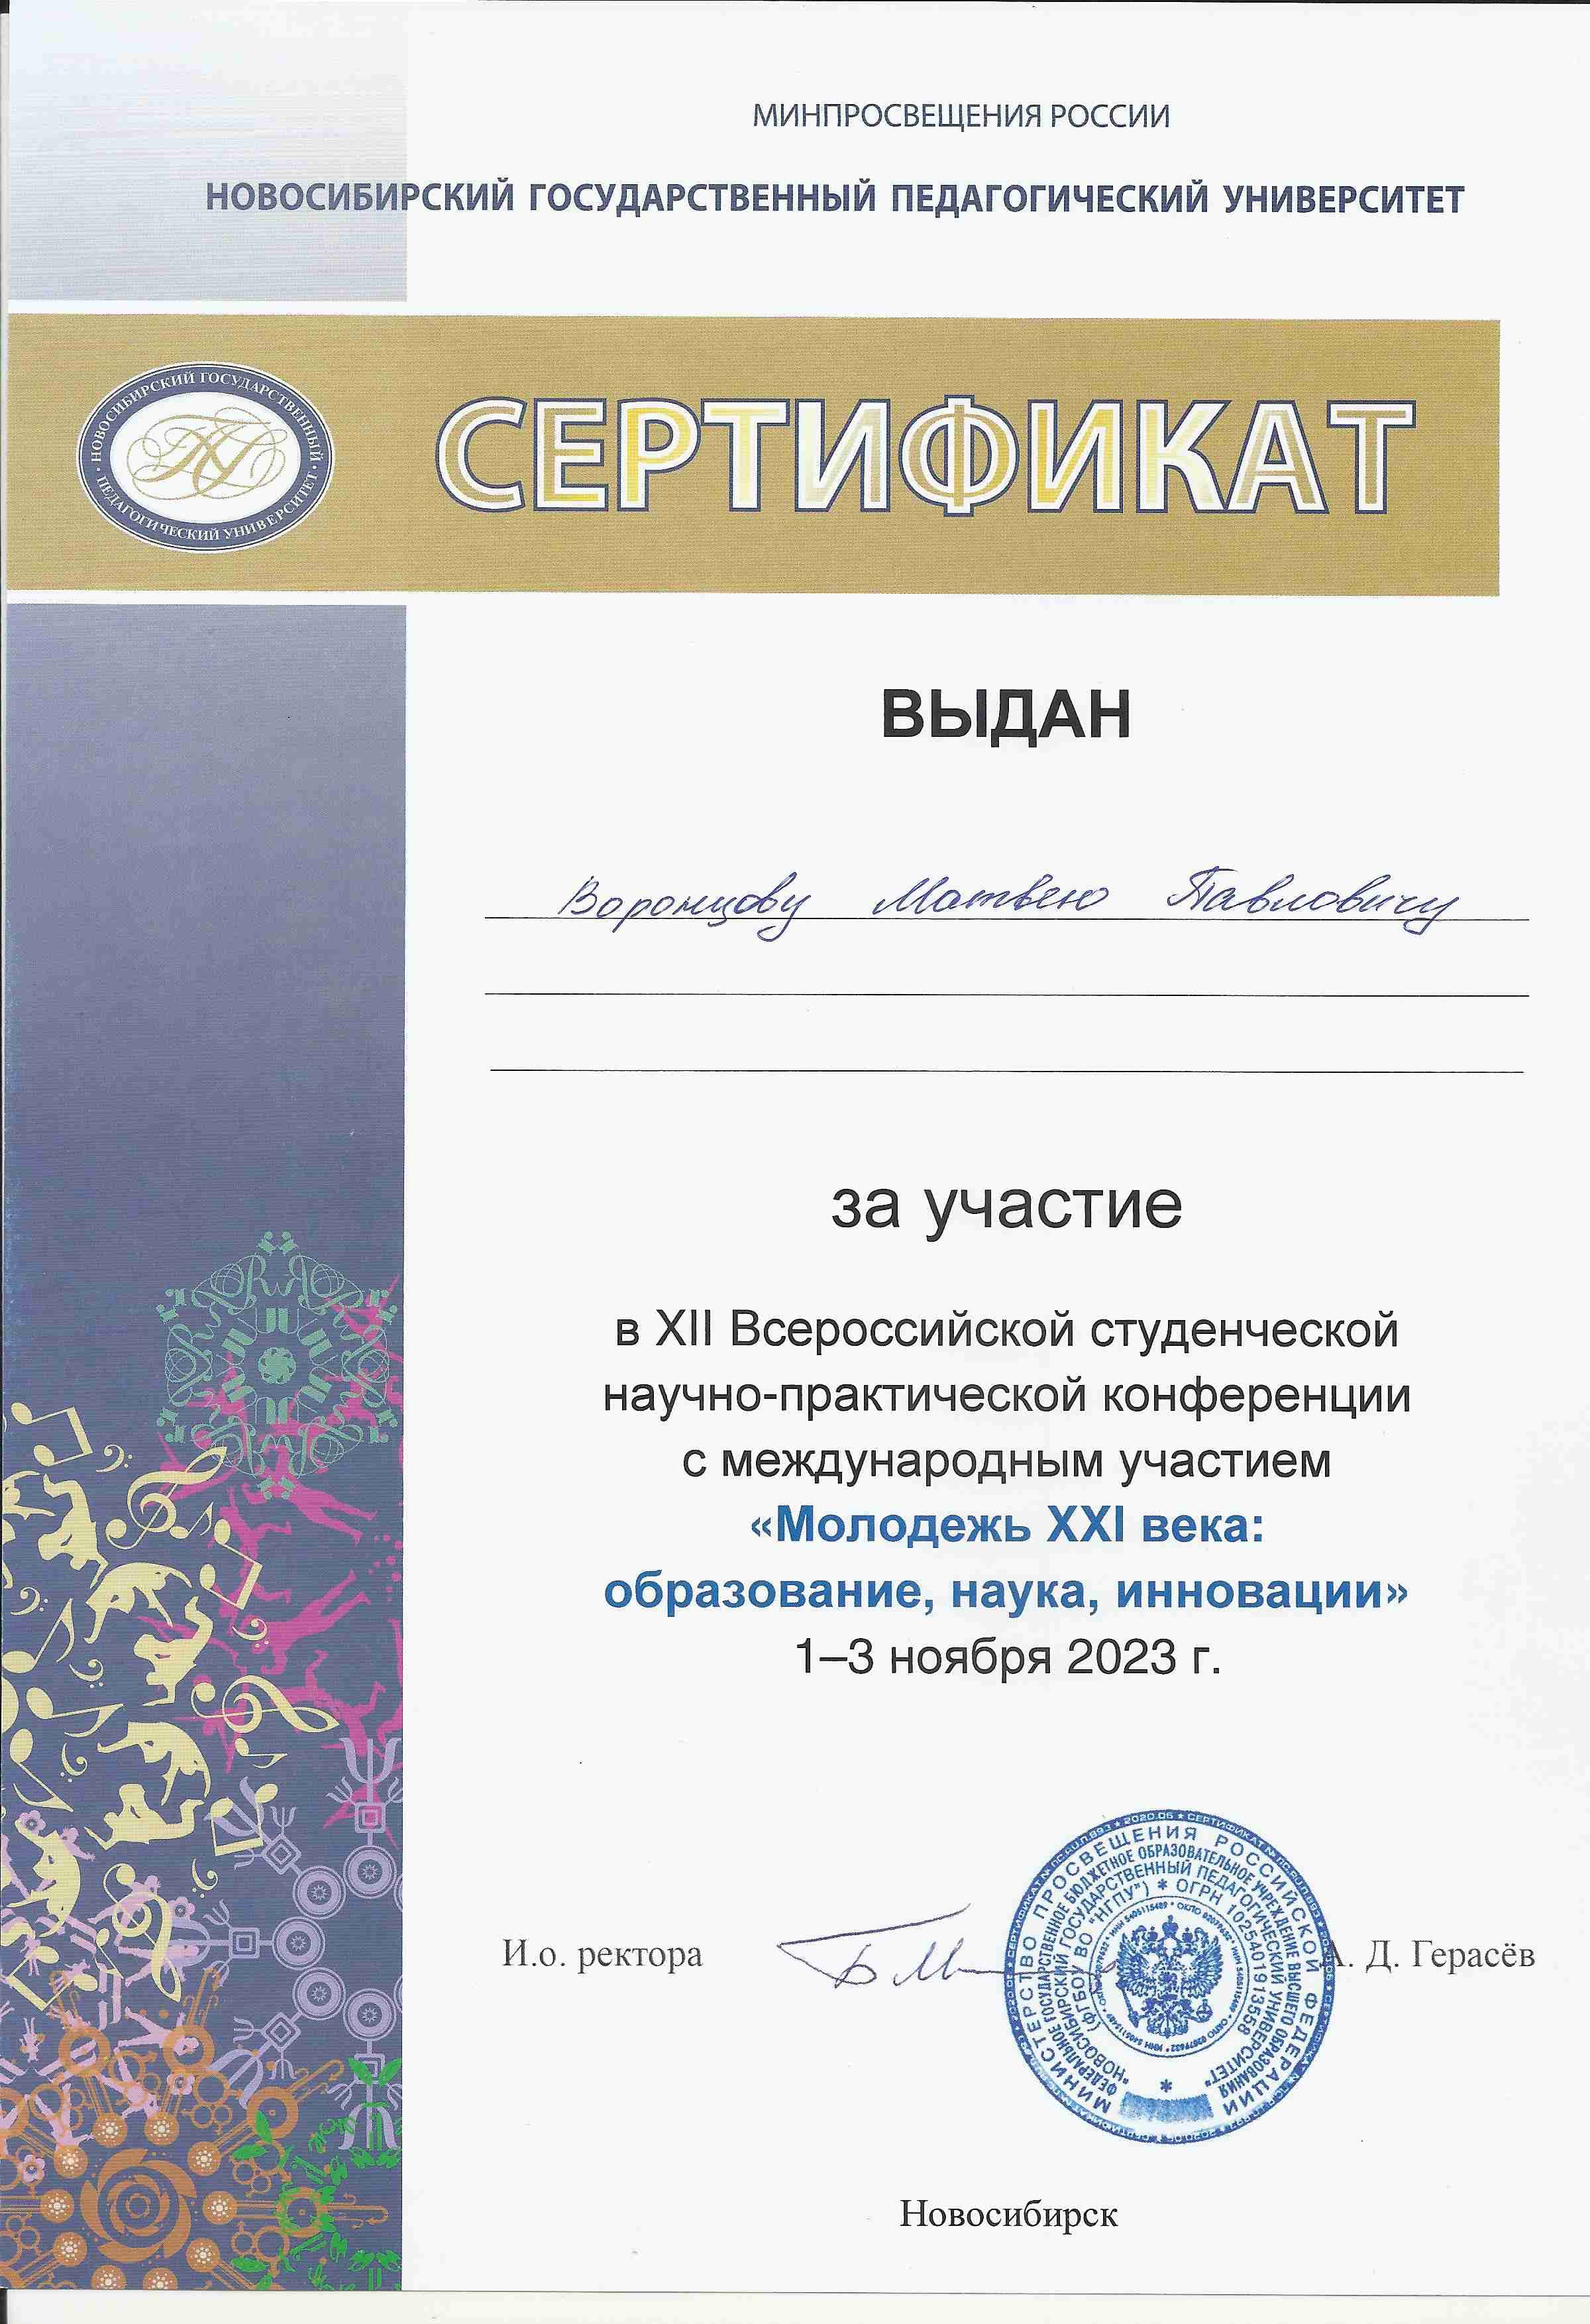 МИНПРОСВЕЩЕНИЯ РОССИИ
НОВОСИБИРСКИЙ ГОСУДАРСТВЕННЫЙ ПЕДАГОГИЧЕСКИЙ УНИВЕРСИТЕТ
НОВОСИБИРСКИЙ ГОСУДАРСТВЕННЫЙ
ПЕДАГОГИЧЕСКИЙ УНИВЕРСИТЕТ
СЕРТИФИКАТ
ВЫДАН
Воронцову Матвею Павловичу
за участие
в XII Всероссийской студенческой
научно-практической конференции
с международным участием
«Молодежь XXI века:
образование, наука, инновации»
1–3 ноября 2023 г.
И.о. ректора
А. Д. Герасёв
МИНИСТЕРСТВО ПРОСВЕЩЕНИЯ РОССИЙСКОЙ ФЕДЕРАЦИИ
ФЕДЕРАЛЬНОЕ ГОСУДАРСТВЕННОЕ БЮДЖЕТНОЕ ОБРАЗОВАТЕЛЬНОЕ УЧРЕЖДЕНИЕ ВЫСШЕГО ОБРАЗОВАНИЯ
"НОВОСИБИРСКИЙ ГОСУДАРСТВЕННЫЙ ПЕДАГОГИЧЕСКИЙ УНИВЕРСИТЕТ"
(ФГБОУ ВО "НГПУ") * ОГРН 1025401913558
Новосибирск